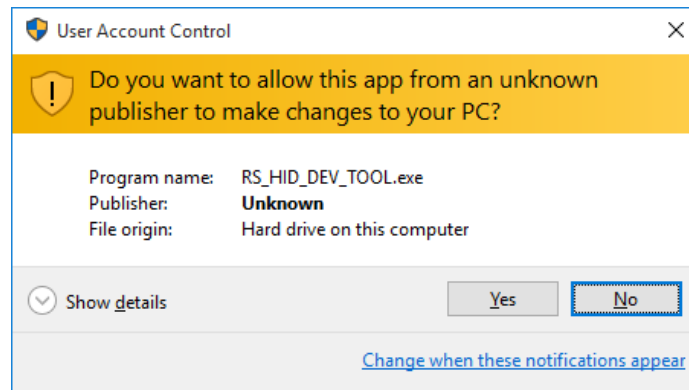 User Account Control
Do you want to allow this app from an unknown
publisher to make changes to your PC?
Program name: RS_HID_DEV_TOOL.exe
Publisher: Unknown
File origin: Hard drive on this computer
Show details
Yes
No
Change when these notifications appear